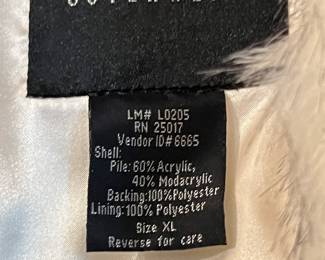 LM# L0205
RN 25017
Vendor ID#6665
Shell:
Pile:60% Acrylic,
40% Modacrylic
Backing:100%Polyester
Lining:100% Polyester
Size XL
Reverse for care